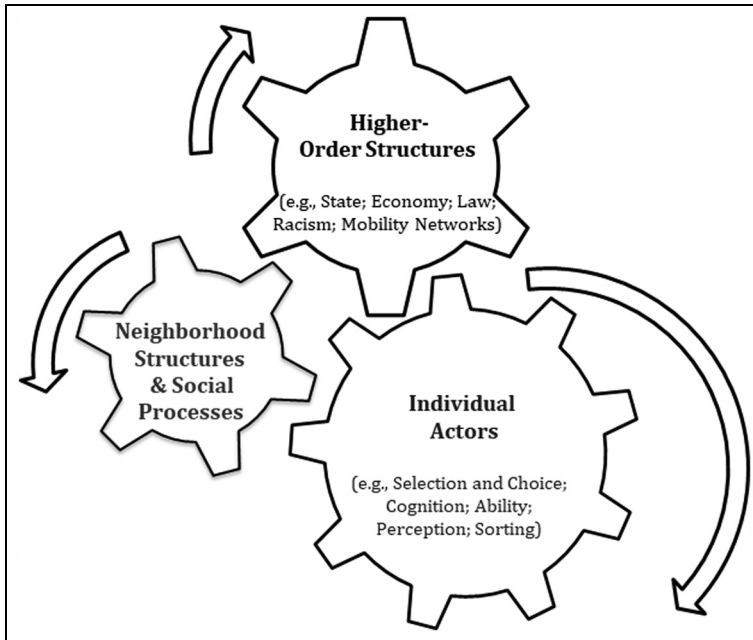 Higher-
Order Structures
(e.g., State; Economy; Law;
Racism; Mobility Networks)
Neighborhood
Structures
& Social
Processes
Individual
Actors
(e.g., Selection and Choice;
Cognition; Ability;
Perception; Sorting)